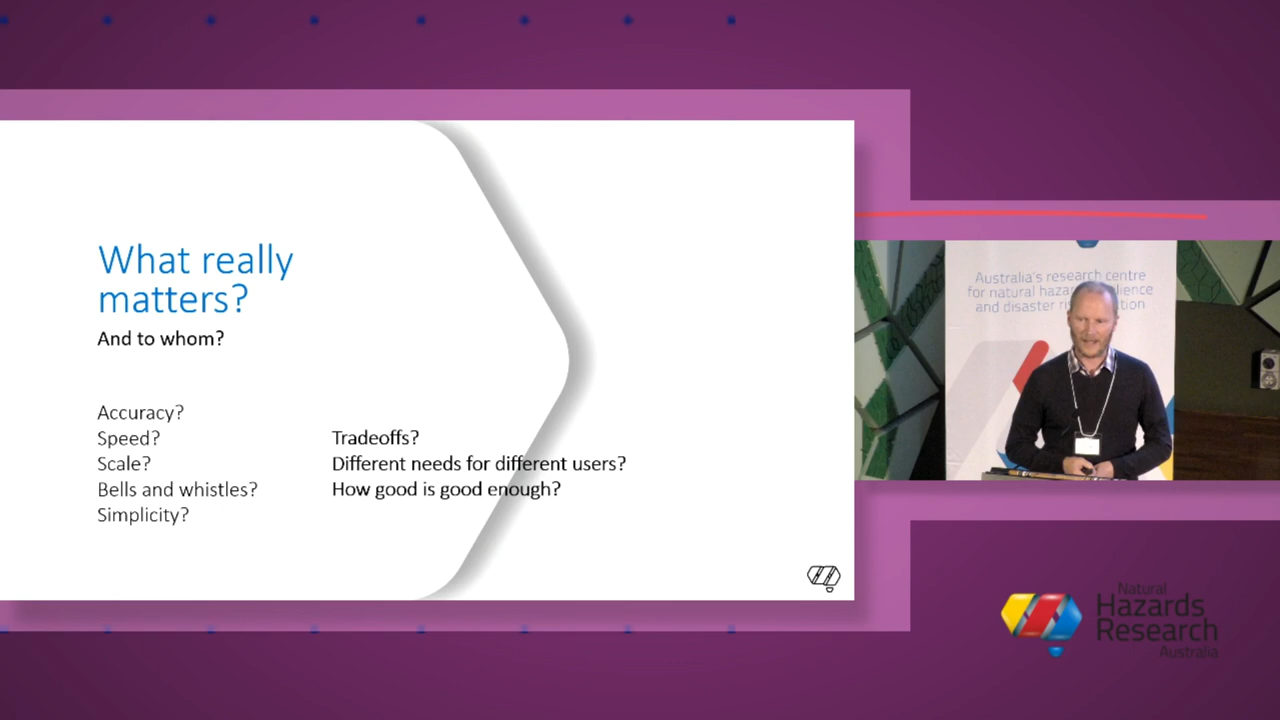 What really
matters?
And to whom?
Accuracy?
Speed?
Scale?
Bells and whistles?
Simplicity?
Tradeoffs?
Different needs for different users?
How good is good enough?
Australia's research centre
for natural hazard resilience
and disaster risk reduction
Natural
Hazards
Research
Australia